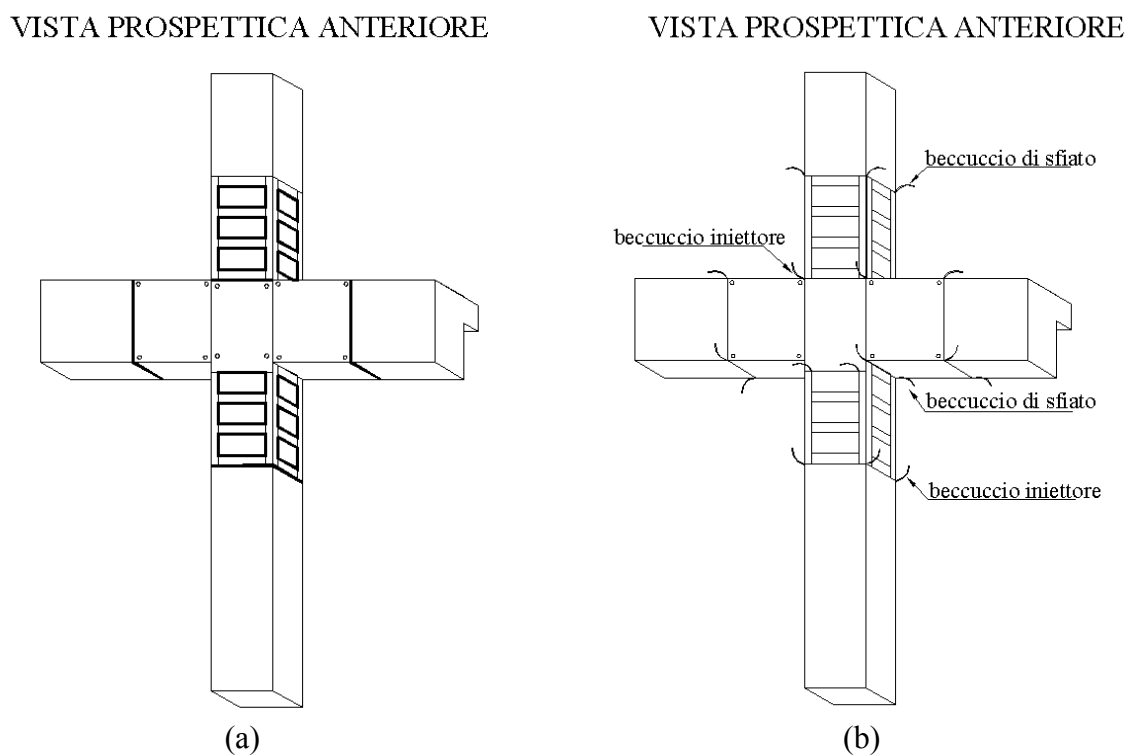 VISTA PROSPETTICA ANTERIORE
VISTA PROSPETTICA ANTERIORE
beccuccio di sfiato
beccuccio iniettore
beccuccio di sfiato
beccuccio iniettore
(a)
(b)